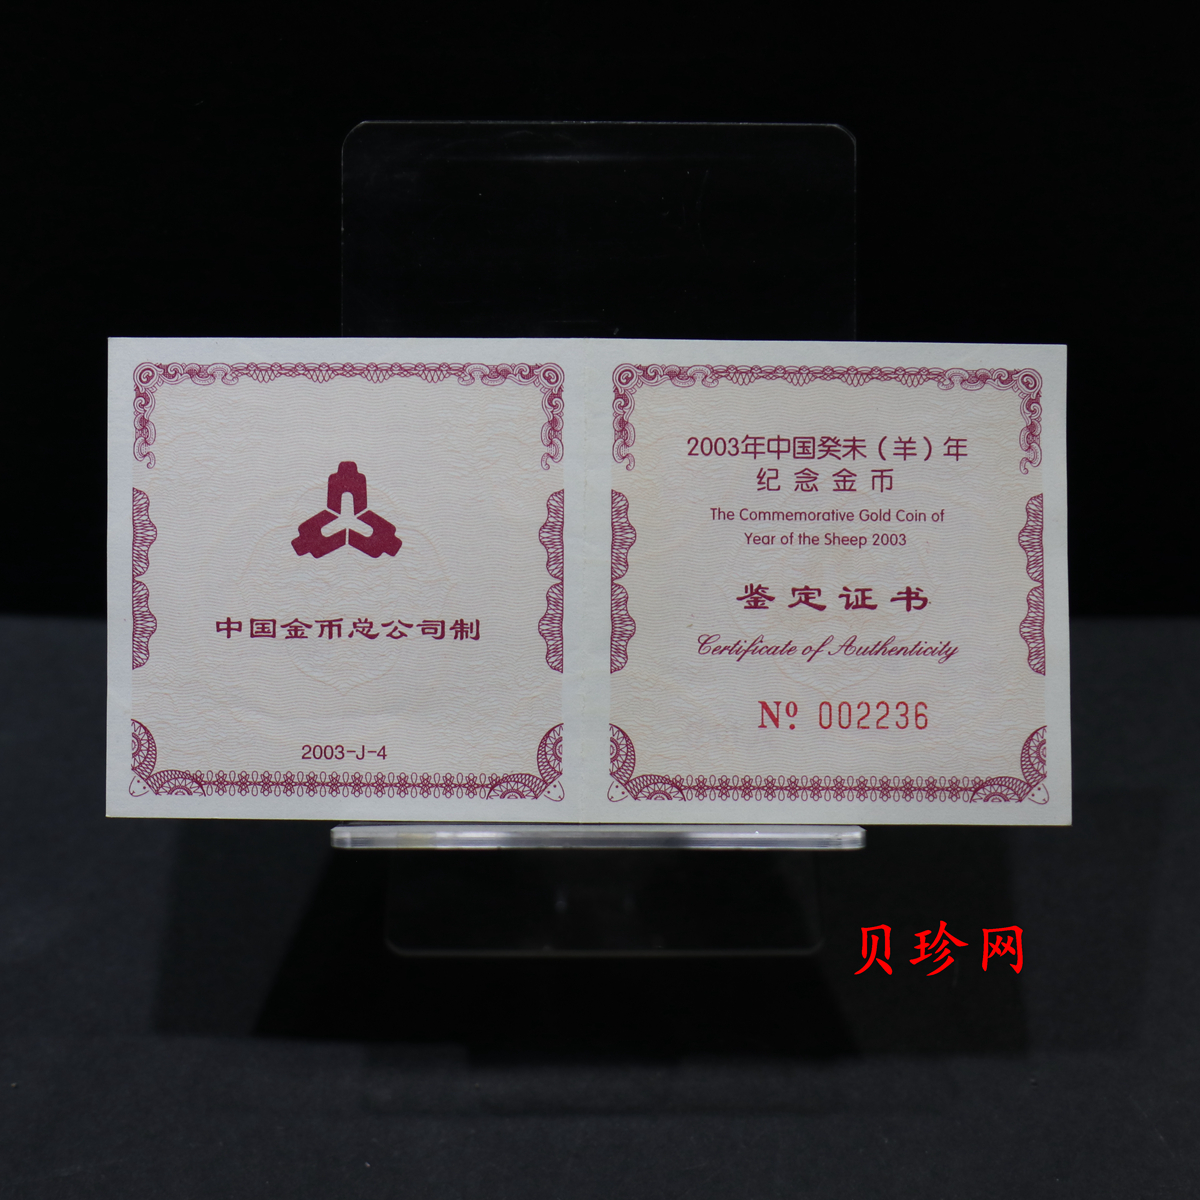 中国金币总公司制
2003-J-4
2003年中国癸未（羊）年
纪念金币
The Commemorative Gold Coin of
Year of the Sheep 2003
鉴定证书
Certificate of Authenticity
Nº 002236
贝珍网